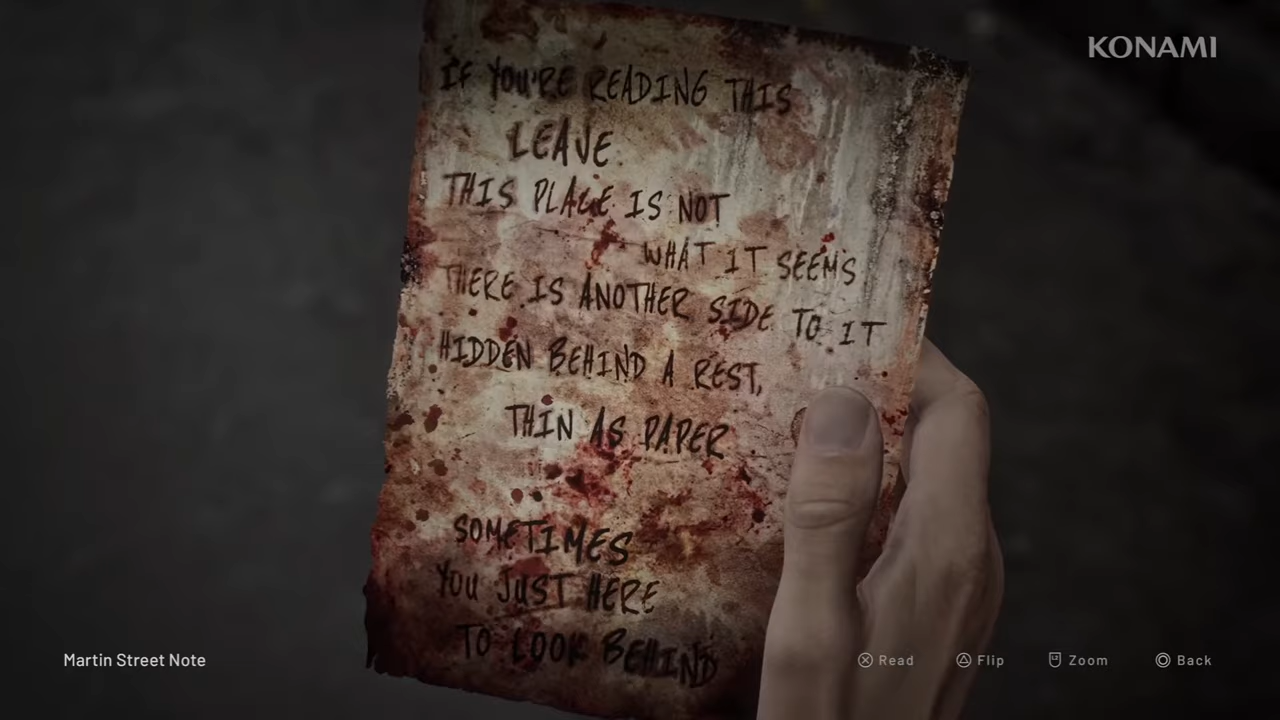 KONAMI
IF YOU'RE READING THIS
LEAVE.
THIS PLACE IS NOT
WHAT IT SEEMS
THERE IS ANOTHER SIDE TO IT
HIDDEN BEHIND A REST,
THIN AS PAPER
SOMETIMES
YOU JUST HERE
TO LOOK BEHIND
Martin Street Note
Read Flip Zoom Back